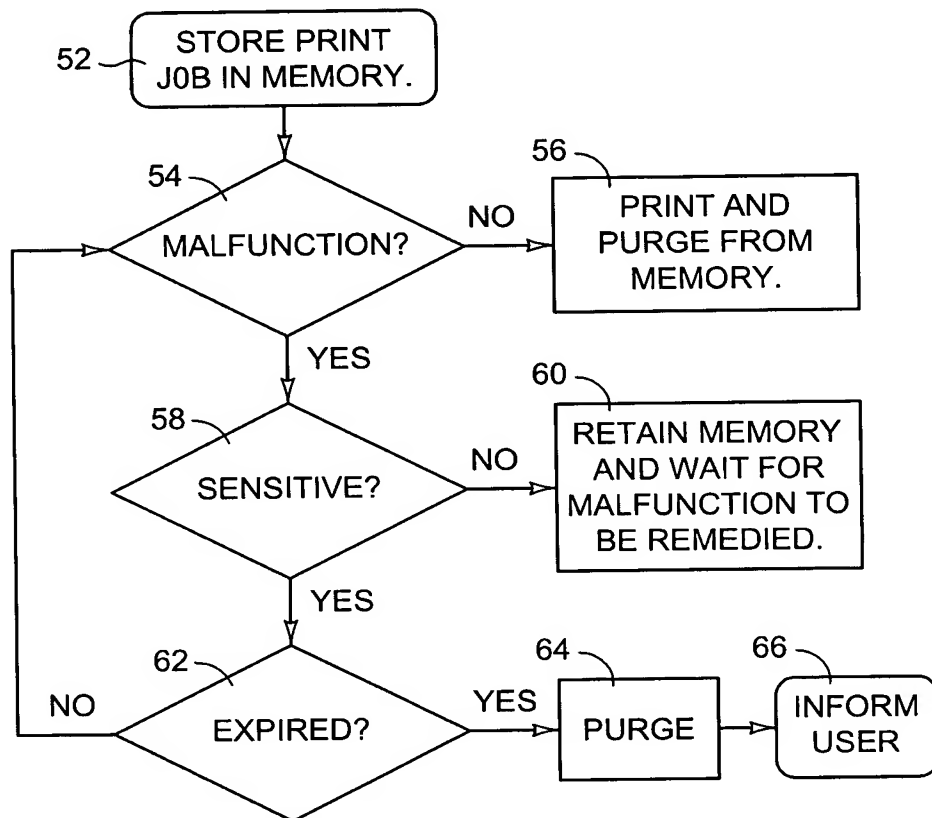 52
STORE PRINT
J0B IN MEMORY.
54
MALFUNCTION?
NO
56
PRINT AND
PURGE FROM
MEMORY.
YES
58
SENSITIVE?
NO
60
RETAIN MEMORY
AND WAIT FOR
MALFUNCTION TO
BE REMEDIED.
YES
62
NO
EXPIRED?
YES
64
PURGE
66
INFORM
USER